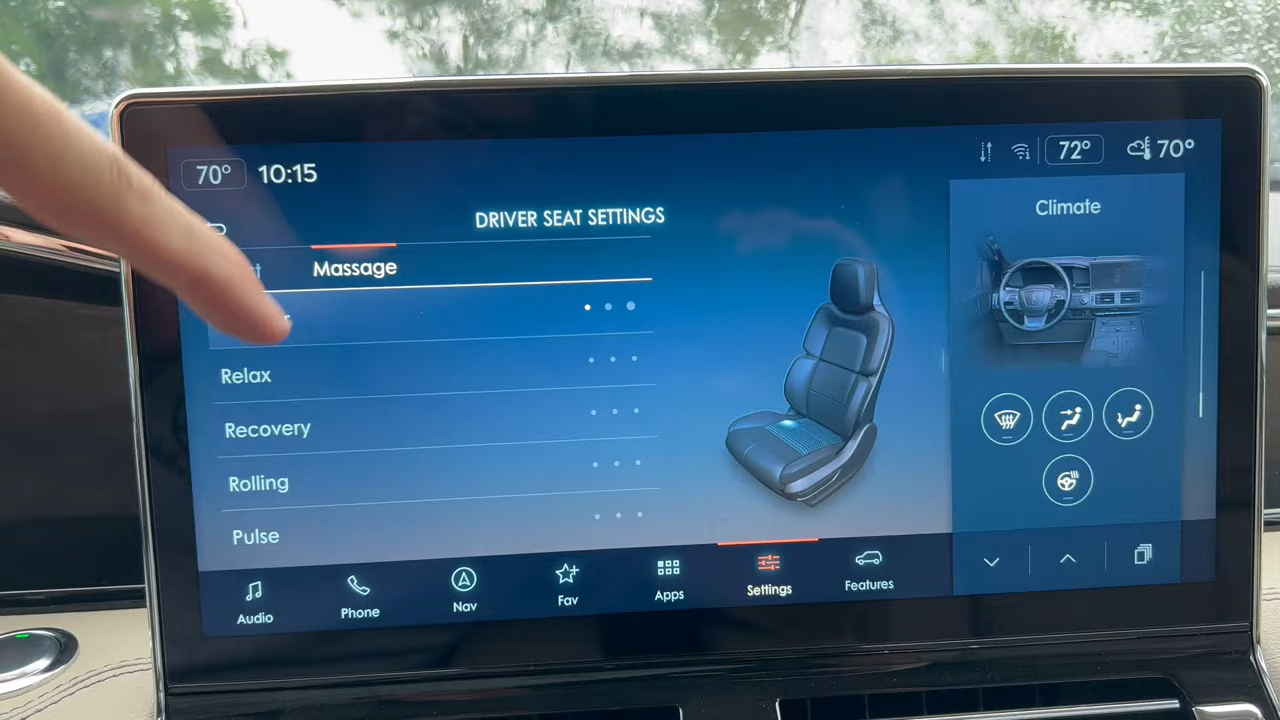 70° 10:15
72° 70°
DRIVER SEAT SETTINGS
Massage
Relax
Recovery
Rolling
Pulse
Climate
Audio
Phone
Nav
Fav
Apps
Settings
Features